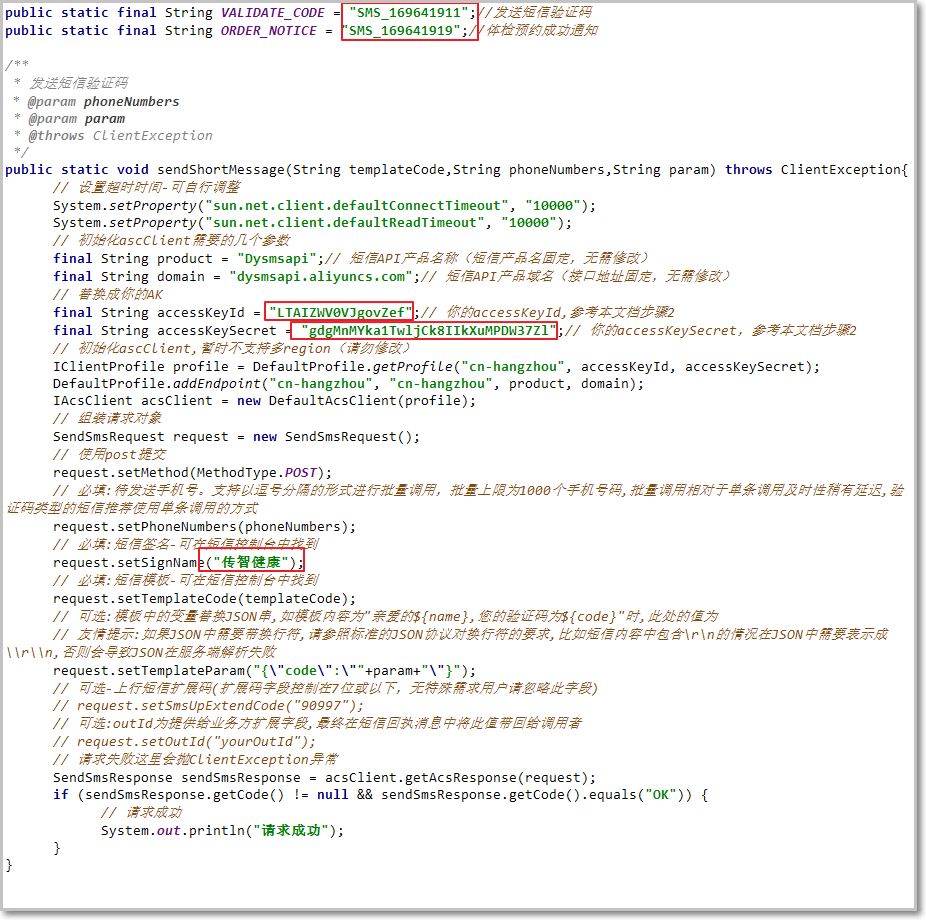 public static final String VALIDATE_CODE = "SMS_169641911";//发送短信验证码
public static final String ORDER_NOTICE = "SMS_169641919";//体检预约成功通知
/**
 * 发送短信验证码
 * @param phoneNumbers
 * @param param
 * @throws ClientException
 */
public static void sendShortMessage(String templateCode,String phoneNumbers,String param) throws ClientException{
// 设置超时时间-可自行调整
System.setProperty("sun.net.client.defaultConnectTimeout", "10000");
System.setProperty("sun.net.client.defaultReadTimeout", "10000");
// 初始化ascClient需要的几个参数
final String product = "Dysmsapi";// 短信API产品名称（短信产品名固定，无需修改）
final String domain = "dysmsapi.aliyuncs.com";// 短信API产品域名（接口地址固定，无需修改）
// 替换成你的AK
final String accessKeyId = "LTAIZWV0VJgovZef";// 你的accessKeyId,参考本文档步骤2
final String accessKeySecret = "gdgMnMYka1TwljCk8IIkXuMPDW37Zl";// 你的accessKeySecret，参考本文档步骤2
// 初始化ascClient,暂时不支持多region（请勿修改）
IClientProfile profile = DefaultProfile.getProfile("cn-hangzhou", accessKeyId, accessKeySecret);
DefaultProfile.addEndpoint("cn-hangzhou", "cn-hangzhou", product, domain);
IAcsClient acsClient = new DefaultAcsClient(profile);
// 组装请求对象
SendSmsRequest request = new SendSmsRequest();
// 使用post提交
request.setMethod(MethodType.POST);
// 必填:待发送手机号。支持以逗号分隔的形式进行批量调用，批量上限为1000个手机号码,批量调用相对于单条调用及时性稍有延迟,验
证码类型的短信推荐使用单条调用的方式
request.setPhoneNumbers(phoneNumbers);
// 必填:短信签名-可在短信控制台中找到
request.setSignName("传智健康");
// 必填:短信模板-可在短信控制台中找到
request.setTemplateCode(templateCode);
// 可选:模板中的变量替换JSON串,如模板内容为"亲爱的${name},您的验证码为${code}"时,此处的值为
// 友情提示:如果JSON中需要带换行符,请参照标准的JSON协议对换行符的要求,比如短信内容中包含\r\n的情况在JSON中需要表示成
\\r\\n,否则会导致JSON在服务端解析失败
request.setTemplateParam("{\"code\":\""+param+"\"}");
// 可选-上行短信扩展码(扩展码字段控制在7位或以下，无特殊需求用户请忽略此字段)
// request.setSmsUpExtendCode("90997");
// 可选:outId为提供给业务方扩展字段,最终在短信回执消息中将此值带回给调用者
// request.setOutId("yourOutId");
// 请求失败这里会抛ClientException异常
SendSmsResponse sendSmsResponse = acsClient.getAcsResponse(request);
if (sendSmsResponse.getCode() != null && sendSmsResponse.getCode().equals("OK")) {
// 请求成功
System.out.println("请求成功");
}
}